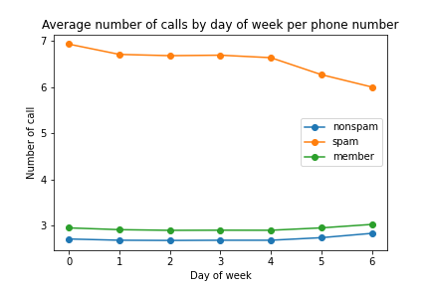 Average number of calls by day of week per phone number
7
6
5
4
3
Number of call
nonspam
spam
member
0 1 2 3 4 5 6
Day of week